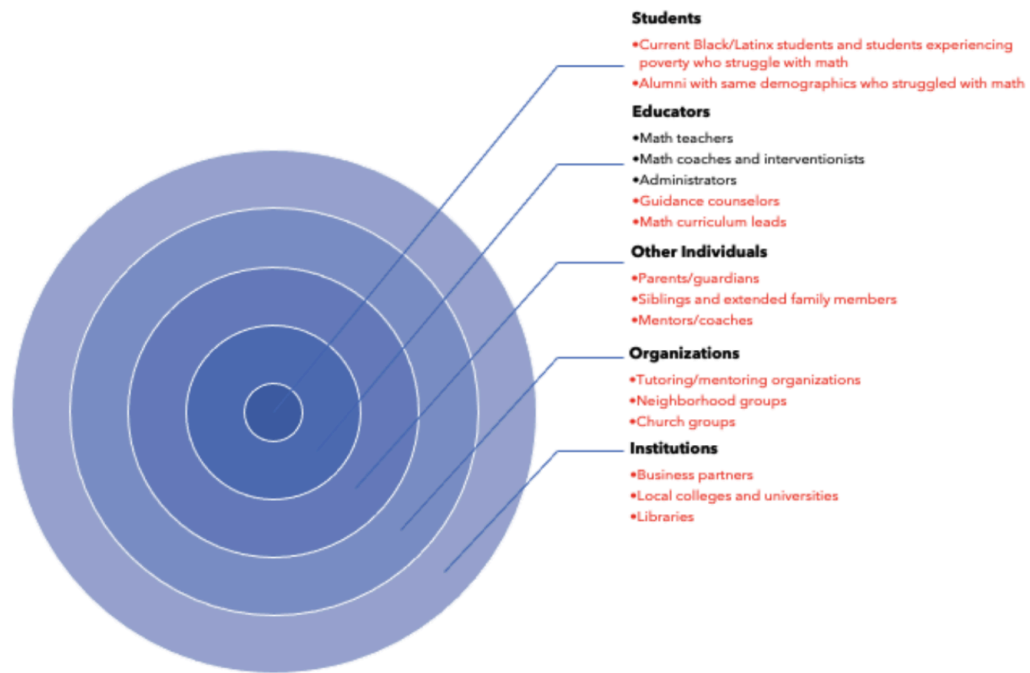 Students
•Current Black/Latinx students and students experiencing
poverty who struggle with math
•Alumni with same demographics who struggled with math
Educators
•Math teachers
•Math coaches and interventionists
•Administrators
•Guidance counselors
•Math curriculum leads
Other Individuals
•Parents/guardians
•Siblings and extended family members
•Mentors/coaches
Organizations
•Tutoring/mentoring organizations
•Neighborhood groups
•Church groups
Institutions
•Business partners
•Local colleges and universities
•Libraries